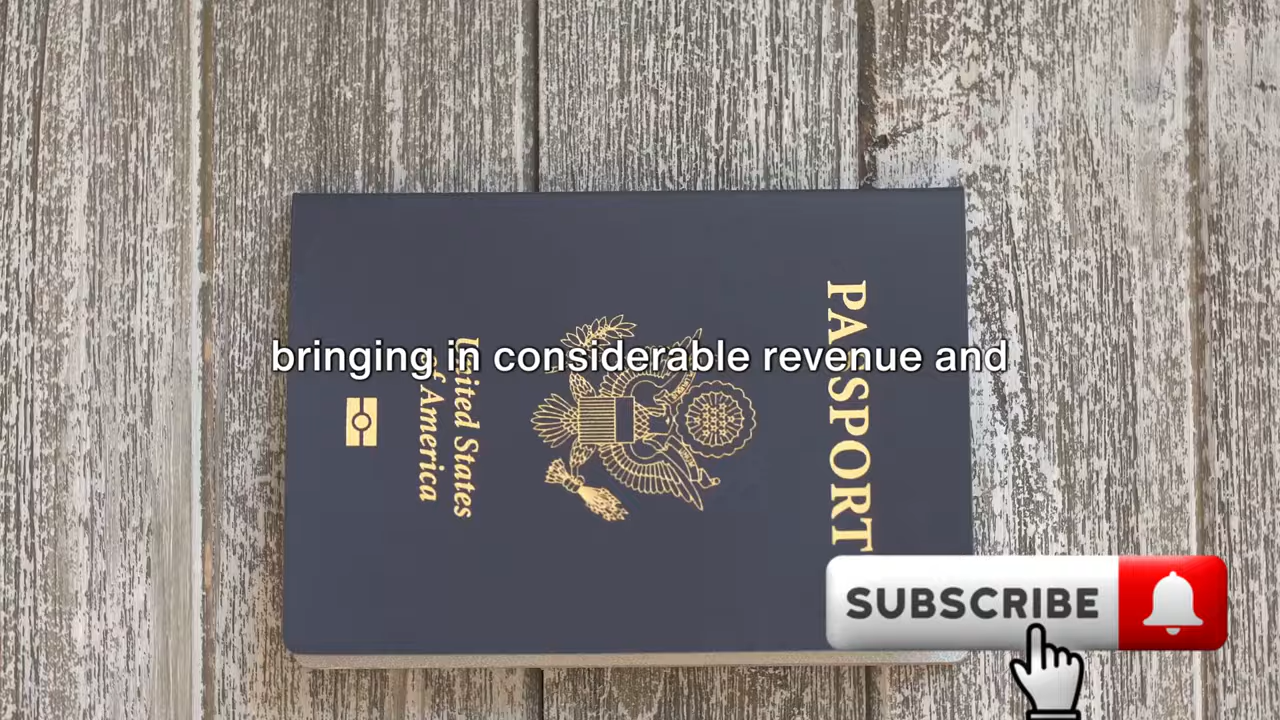 PASSPORT
United States
of America
bringing in considerable revenue and
SUBSCRIBE